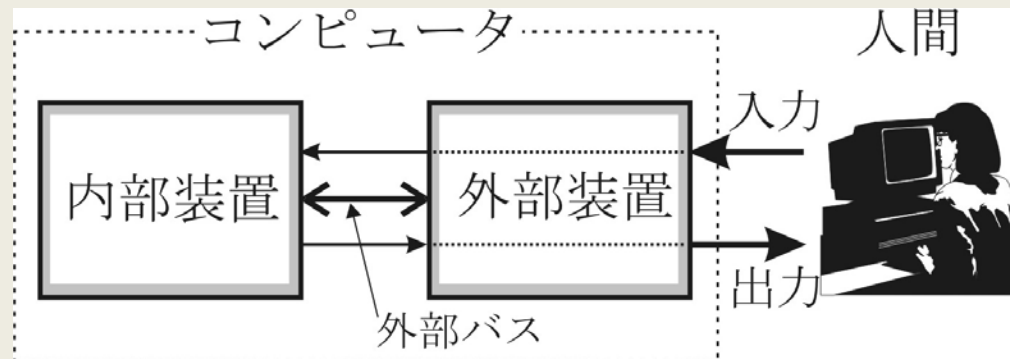 コンピュータ
人間
入力
内部装置
外部装置
出力
外部バス